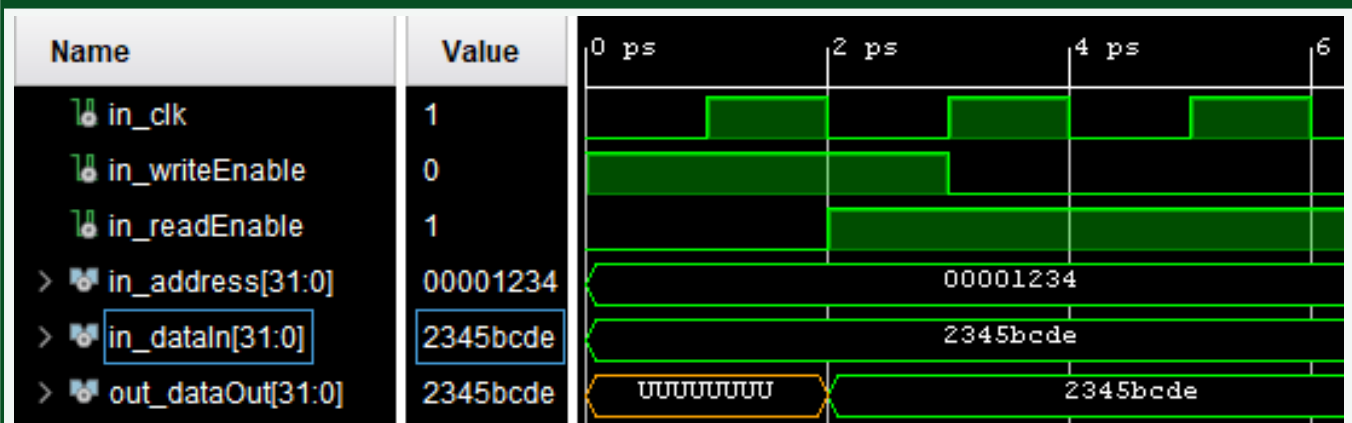 Name Value 0 ps 2 ps 4 ps 6
in_clk 1
in_writeEnable 0
in_readEnable 1
> in_address[31:0] 00001234 00001234
> in_dataIn[31:0] 2345bcde 2345bcde
> out_dataOut[31:0] 2345bcde UUUUUUUU 2345bcde